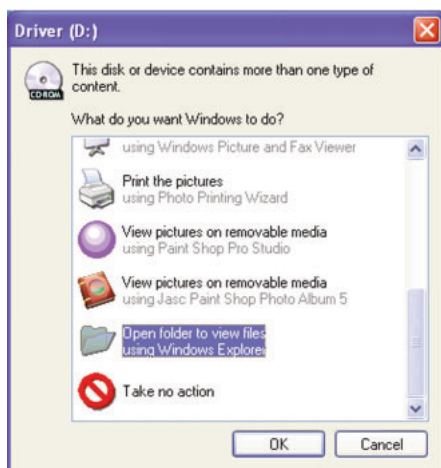 Driver (D:)
This disk or device contains more than one type of
content.
CD-ROM
What do you want Windows to do?
using Windows Picture and Fax Viewer
Print the pictures
using Photo Printing Wizard
View pictures on removable media
using Paint Shop Pro Studio
View pictures on removable media
using Jasc Paint Shop Photo Album 5
Open folder to view files
using Windows Explorer
Take no action
OK
Cancel